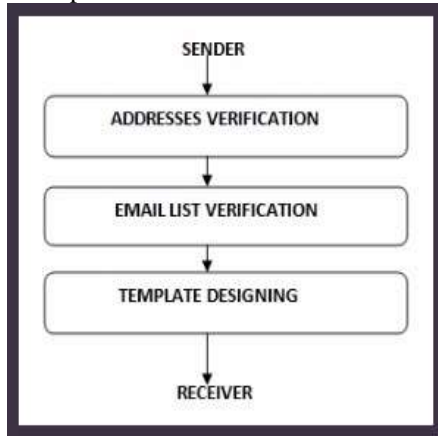 SENDER
ADDRESSES VERIFICATION
EMAIL LIST VERIFICATION
TEMPLATE DESIGNING
RECEIVER